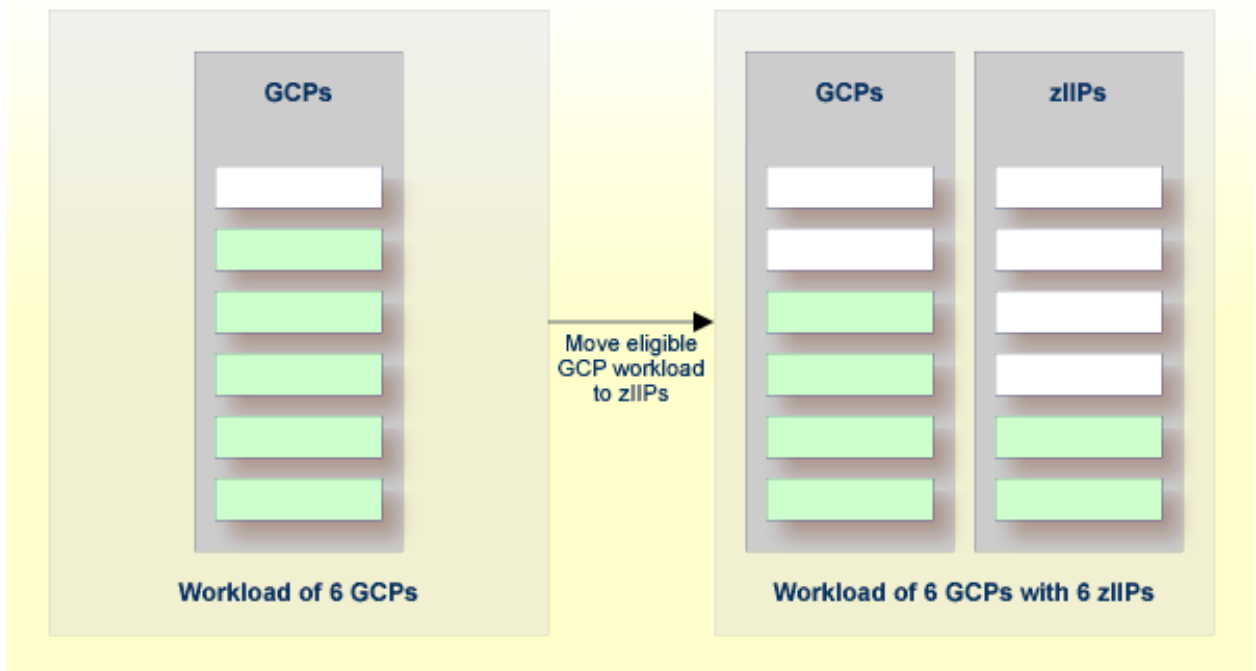 GCPs
GCPs
zIIPs
Move eligible
GCP workload
to zIIPs
Workload of 6 GCPs
Workload of 6 GCPs with 6 zIIPs